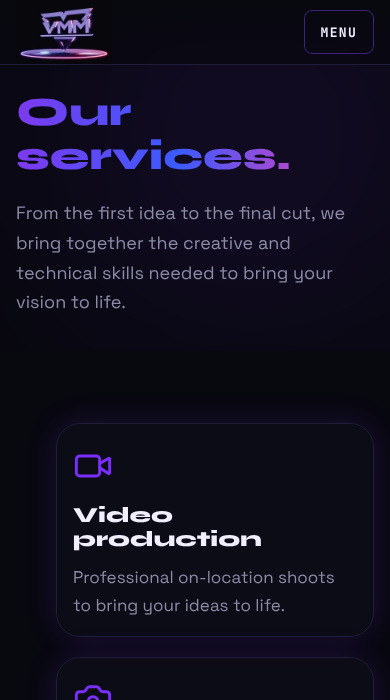 VMM
MENU
Our
services.
From the first idea to the final cut, we
bring together the creative and
technical skills needed to bring your
vision to life.
Video
production
Professional on-location shoots
to bring your ideas to life.